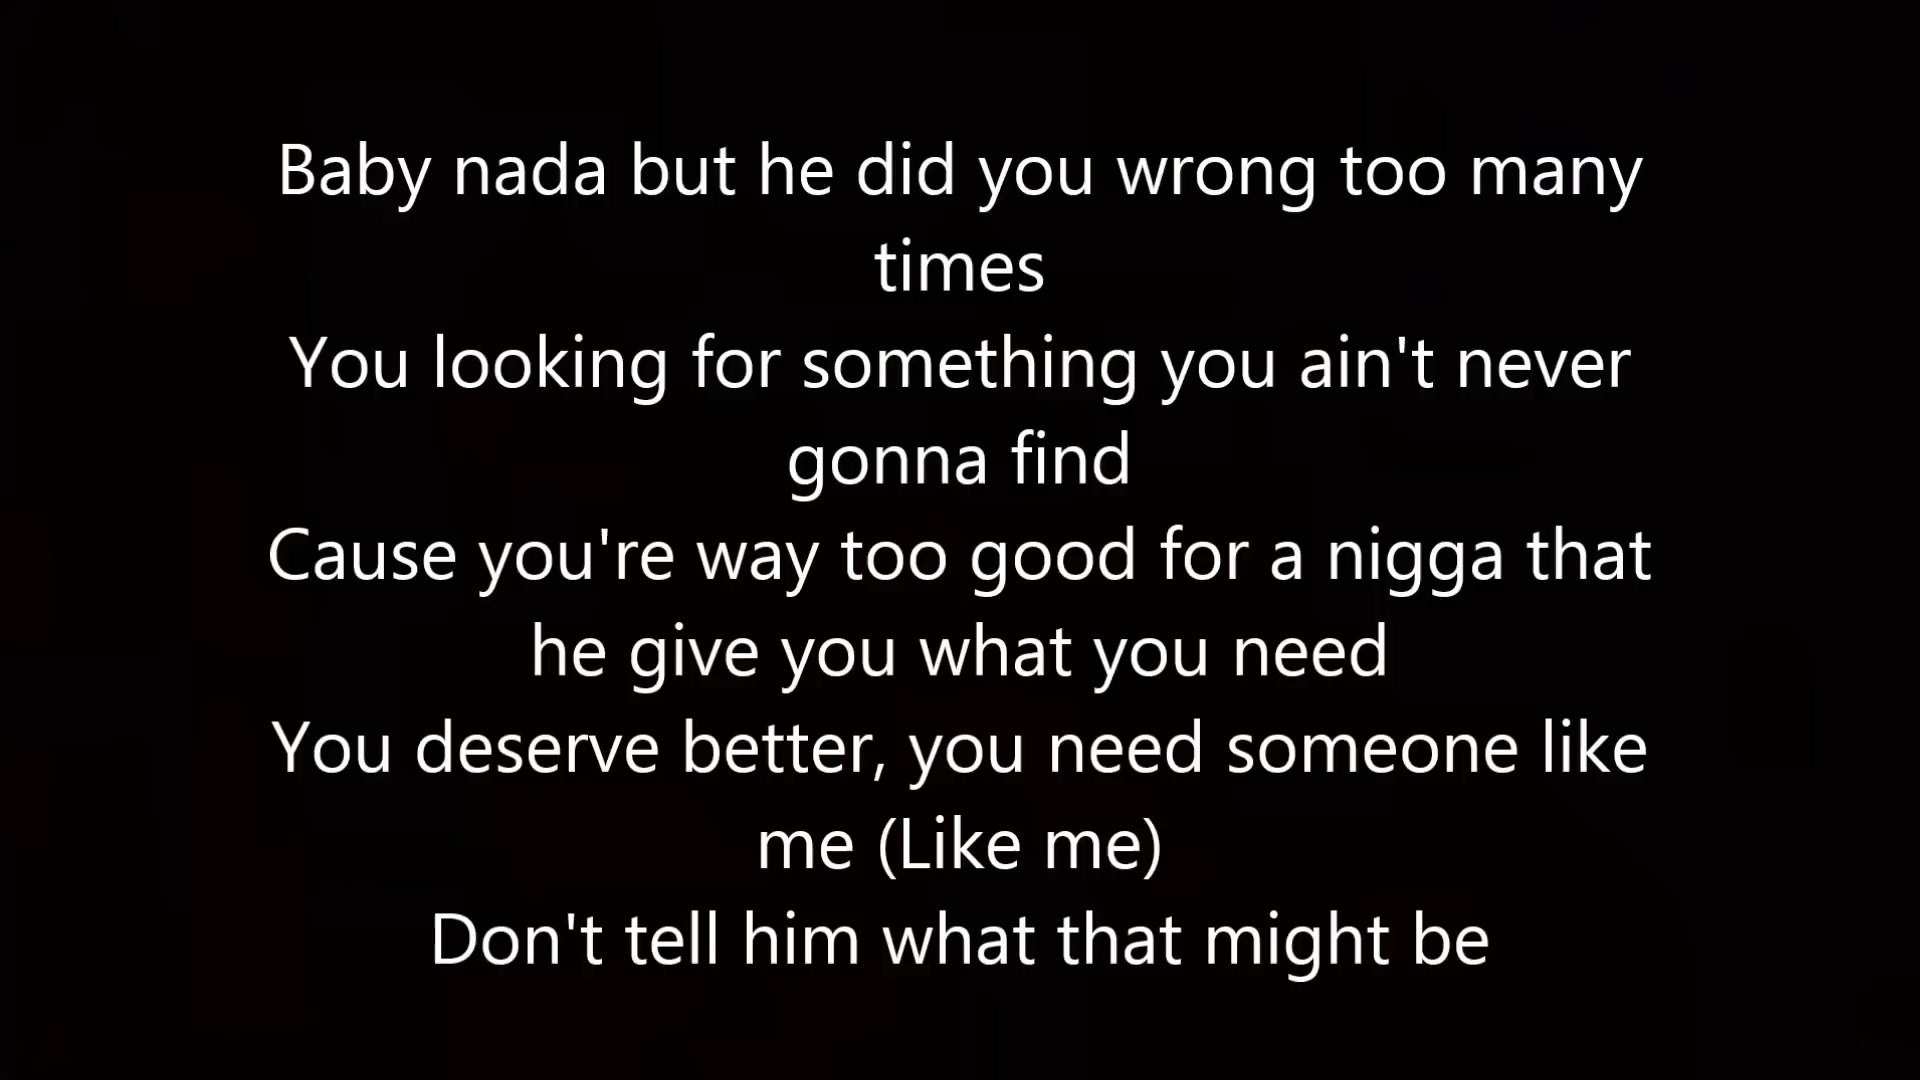 Baby nada but he did you wrong too many
times
You looking for something you ain't never
gonna find
Cause you're way too good for a nigga that
he give you what you need
You deserve better, you need someone like
me (Like me)
Don't tell him what that might be